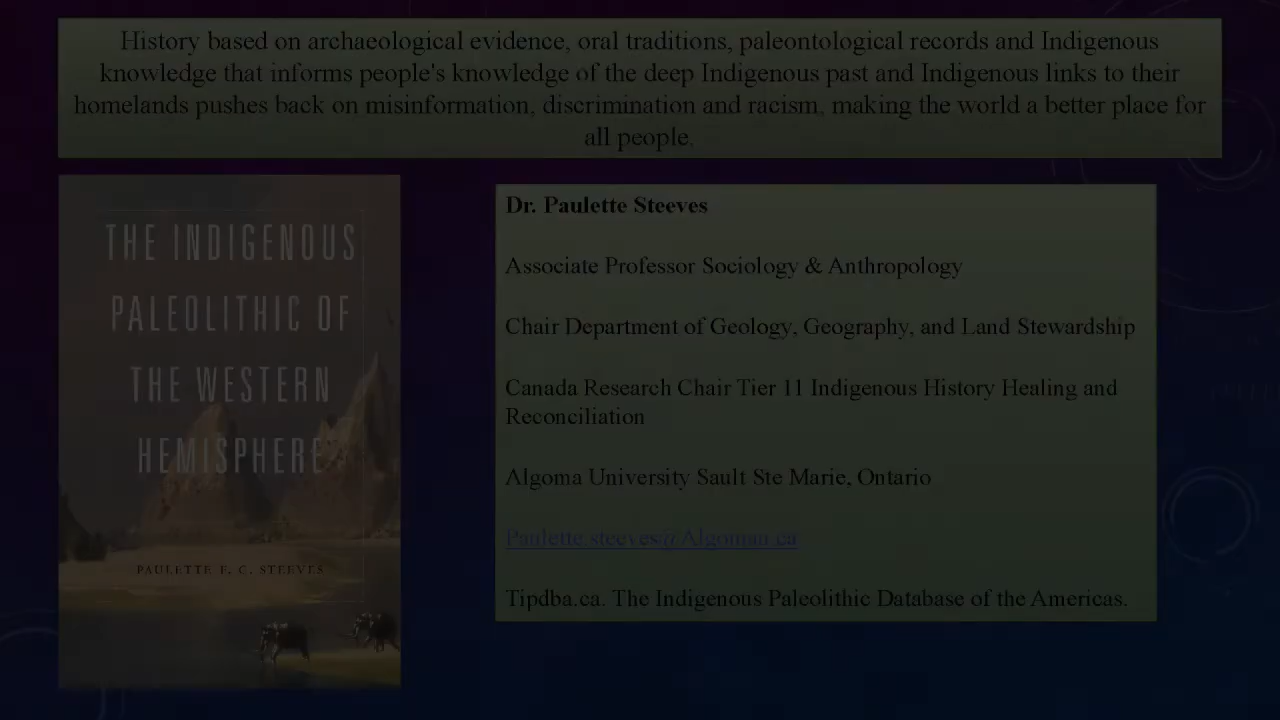 History based on archaeological evidence, oral traditions, paleontological records and Indigenous
knowledge that informs people's knowledge of the deep Indigenous past and Indigenous links to their
homelands pushes back on misinformation, discrimination and racism, making the world a better place for
all people.
THE INDIGENOUS
PALEOLITHIC OF
THE WESTERN
HEMISPHERE
PAULETTE F. C. STEEVES
Dr. Paulette Steeves
Associate Professor Sociology & Anthropology
Chair Department of Geology, Geography, and Land Stewardship
Canada Research Chair Tier 11 Indigenous History Healing and
Reconciliation
Algoma University Sault Ste Marie, Ontario
Paulette.steeves@Algomau.ca
Tipdba.ca. The Indigenous Paleolithic Database of the Americas.